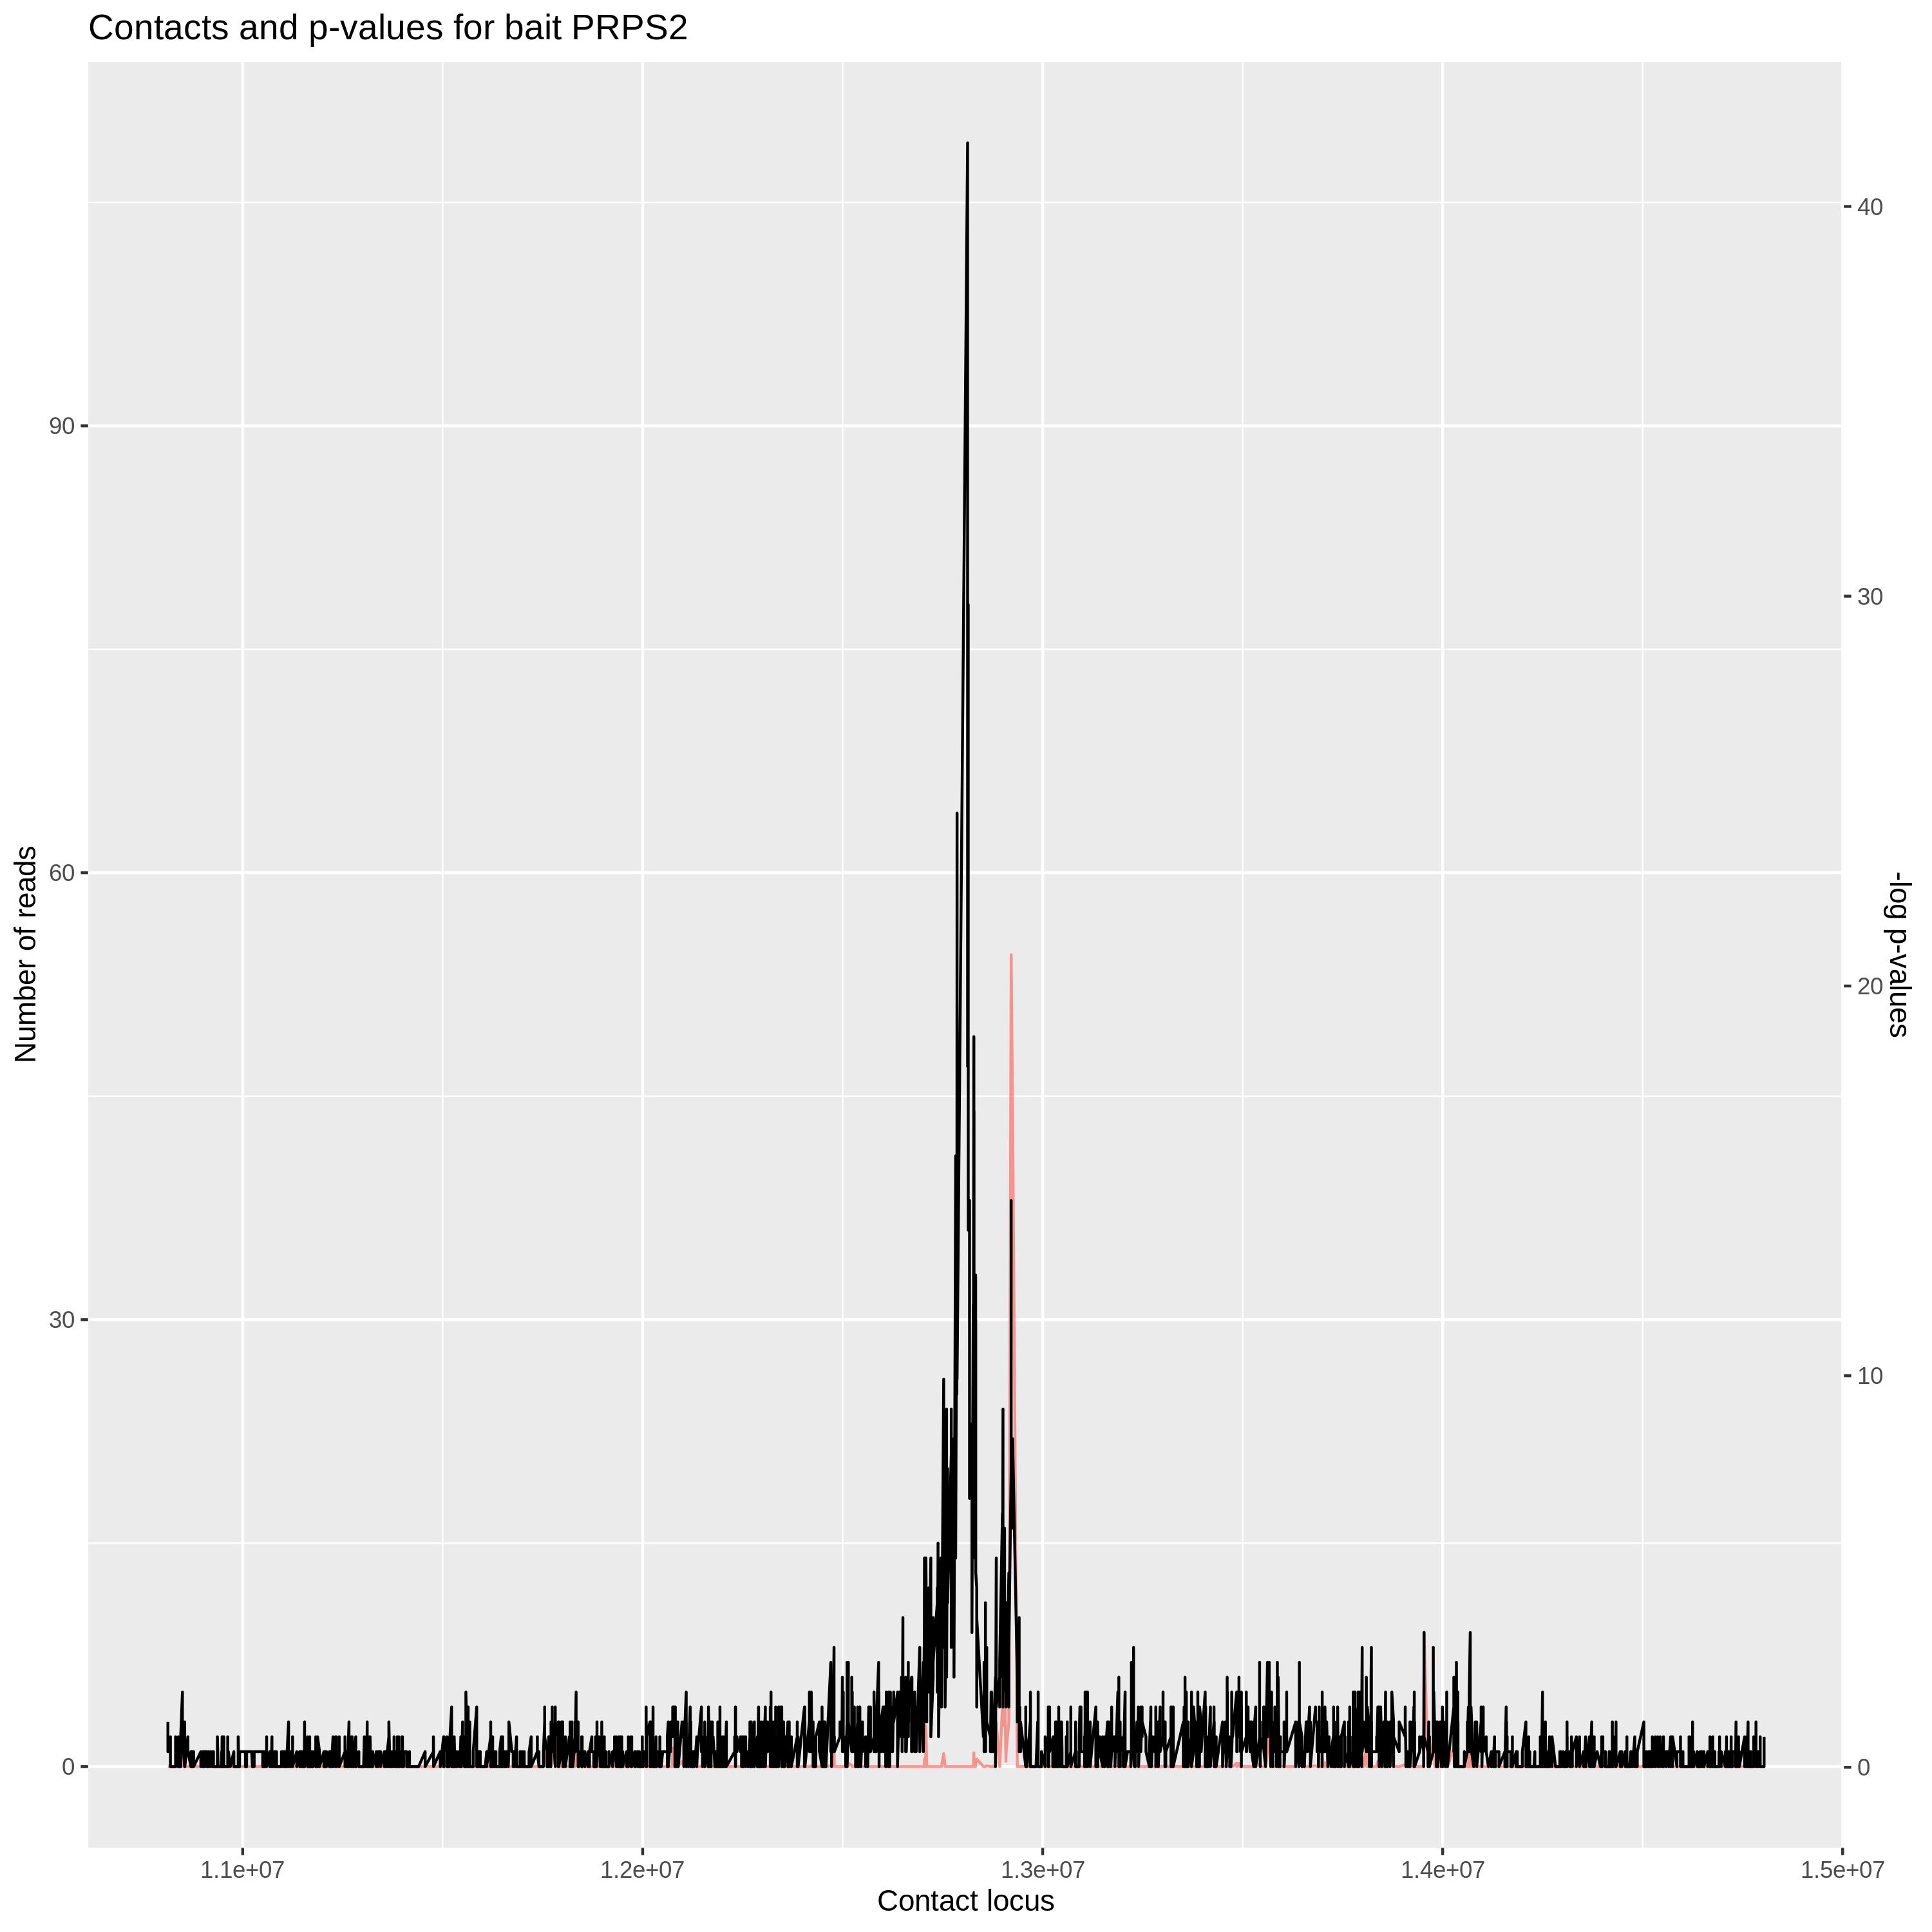 Contacts and p-values for bait PRPS2
Number of reads
90
60
30
0
40
30
20
10
0
-log p-values
1.1e+07
1.2e+07
1.3e+07
1.4e+07
1.5e+07
Contact locus